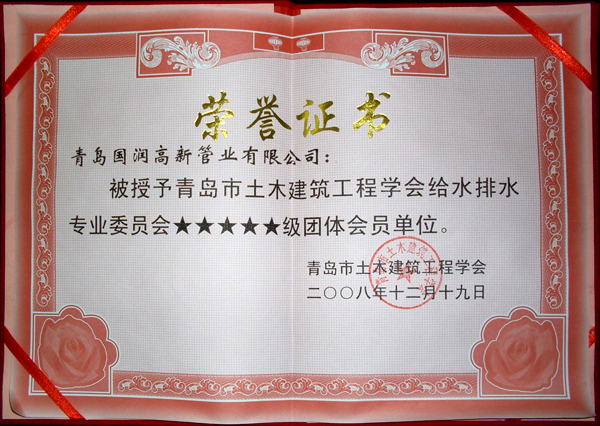 荣誉证书
青岛国润高新管业有限公司：
被授予青岛市土木建筑工程学会给水排水
专业委员会★★★★★级团体会员单位。
青岛市土木建筑工程学会
二〇〇八年十二月十九日